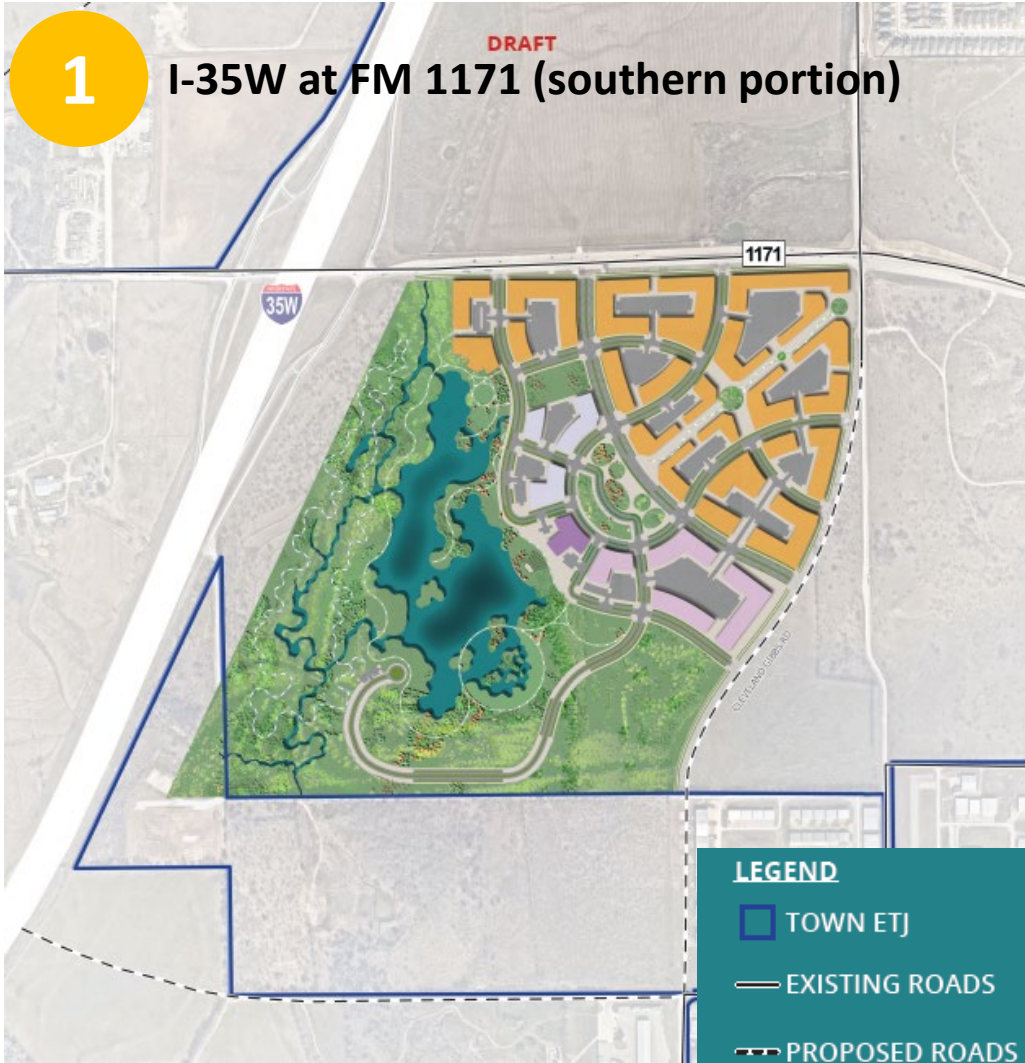 DRAFT
1
I-35W at FM 1171 (southern portion)
1171
INTERSTATE
35W
CLEVELAND GIBBS RD
LEGEND
TOWN ETJ
EXISTING ROADS
PROPOSED ROADS